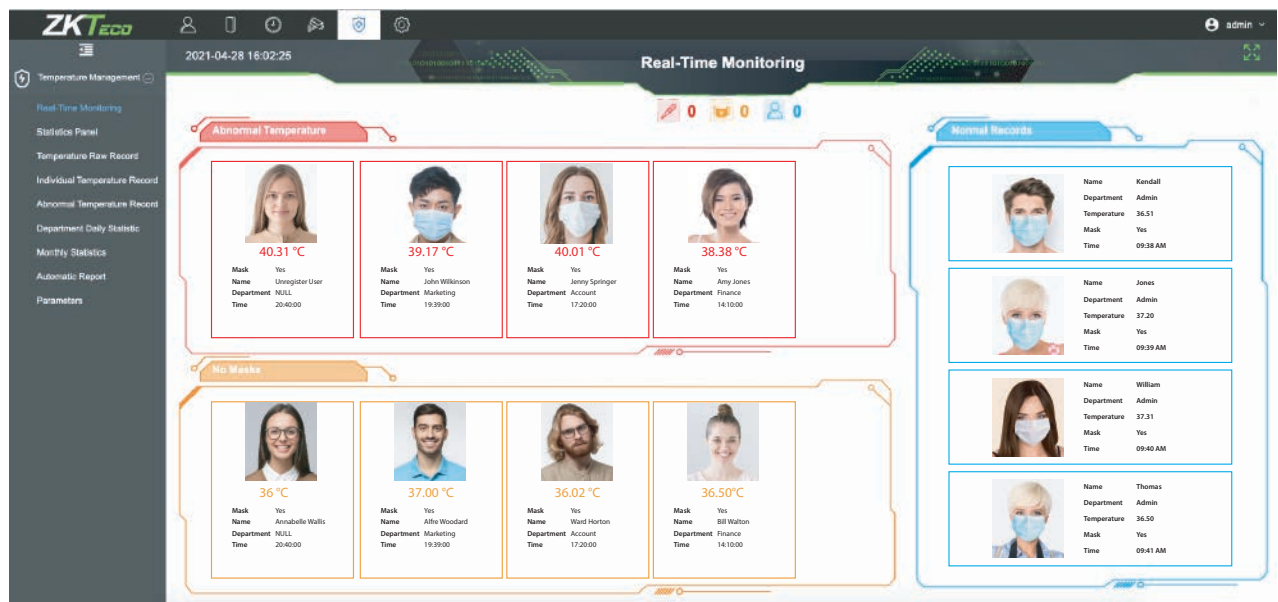 ZKTeco
admin
2021-04-28 16:02:25
Real-Time Monitoring
0 0 0
Temperature Management
Real-Time Monitoring
Statistics Panel
Temperature Raw Record
Individual Temperature Record
Abnormal Temperature Record
Department Daily Statistic
Monthly Statistics
Automatic Report
Parameters
Abnormal Temperature
40.31 °C
Mask Yes
Name Unregister User
Department NULL
Time 20:40:00
39.17 °C
Mask Yes
Name John Wilkinson
Department Marketing
Time 19:39:00
40.01 °C
Mask Yes
Name Jenny Springer
Department Account
Time 17:20:00
38.38 °C
Mask Yes
Name Amy Jones
Department Finance
Time 14:10:00
No Masks
36 °C
Mask Yes
Name Annabelle Wallis
Department NULL
Time 20:40:00
37.00 °C
Mask Yes
Name Alfre Woodard
Department Marketing
Time 19:39:00
36.02 °C
Mask Yes
Name Ward Horton
Department Account
Time 17:20:00
36.50°C
Mask Yes
Name Bill Walton
Department Finance
Time 14:10:00
Normal Records
Name Kendall
Department Admin
Temperature 36.51
Mask Yes
Time 09:38 AM
Name Jones
Department Admin
Temperature 37.20
Mask Yes
Time 09:39 AM
Name William
Department Admin
Temperature 37.31
Mask Yes
Time 09:40 AM
Name Thomas
Department Admin
Temperature 36.50
Mask Yes
Time 09:41 AM